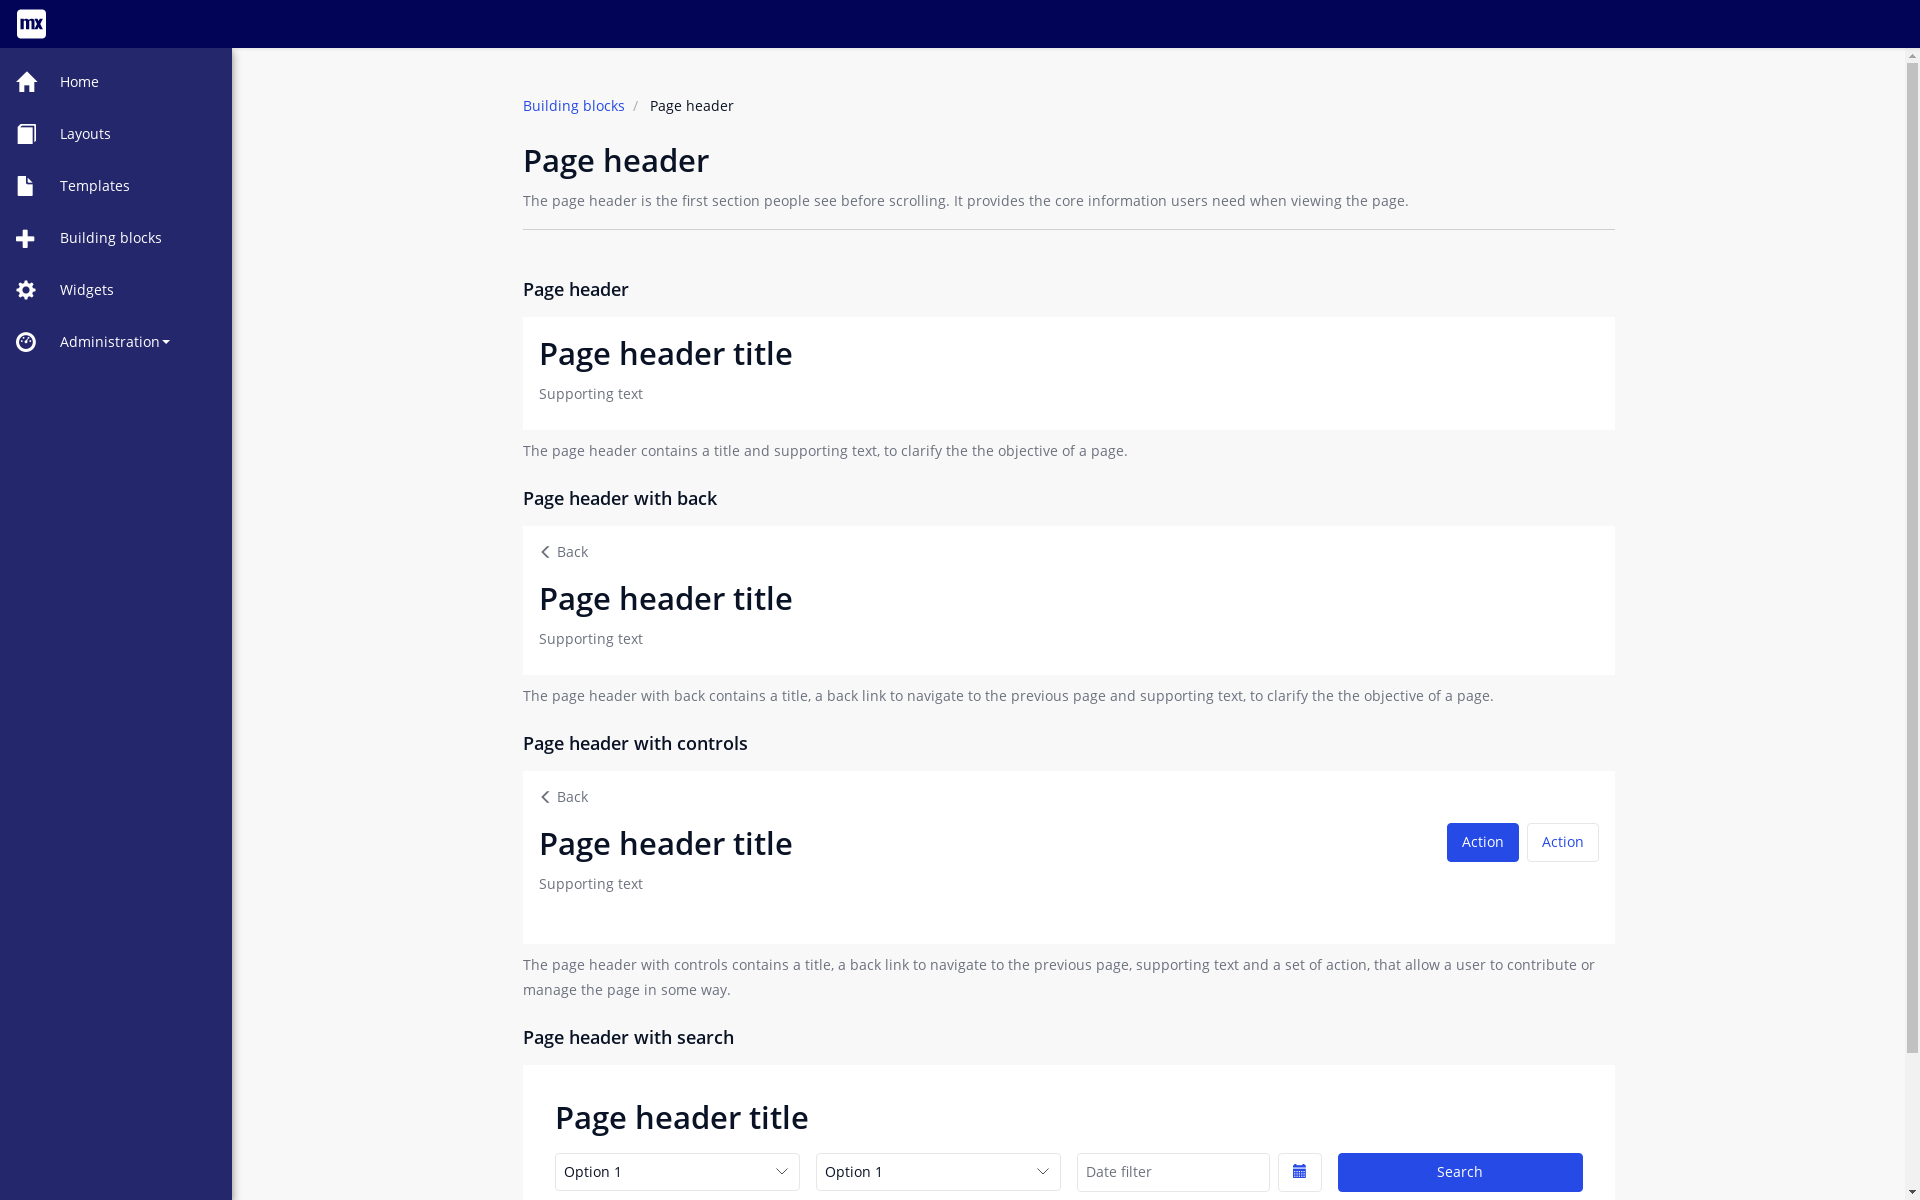 mx
Home
Layouts
Templates
Building blocks
Widgets
Administration
Building blocks / Page header
Page header
The page header is the first section people see before scrolling. It provides the core information users need when viewing the page.
Page header
Page header title
Supporting text
The page header contains a title and supporting text, to clarify the the objective of a page.
Page header with back
Back
Page header title
Supporting text
The page header with back contains a title, a back link to navigate to the previous page and supporting text, to clarify the the objective of a page.
Page header with controls
Back
Page header title
Action Action
Supporting text
The page header with controls contains a title, a back link to navigate to the previous page, supporting text and a set of action, that allow a user to contribute or
manage the page in some way.
Page header with search
Page header title
Option 1 Option 1 Date filter Search